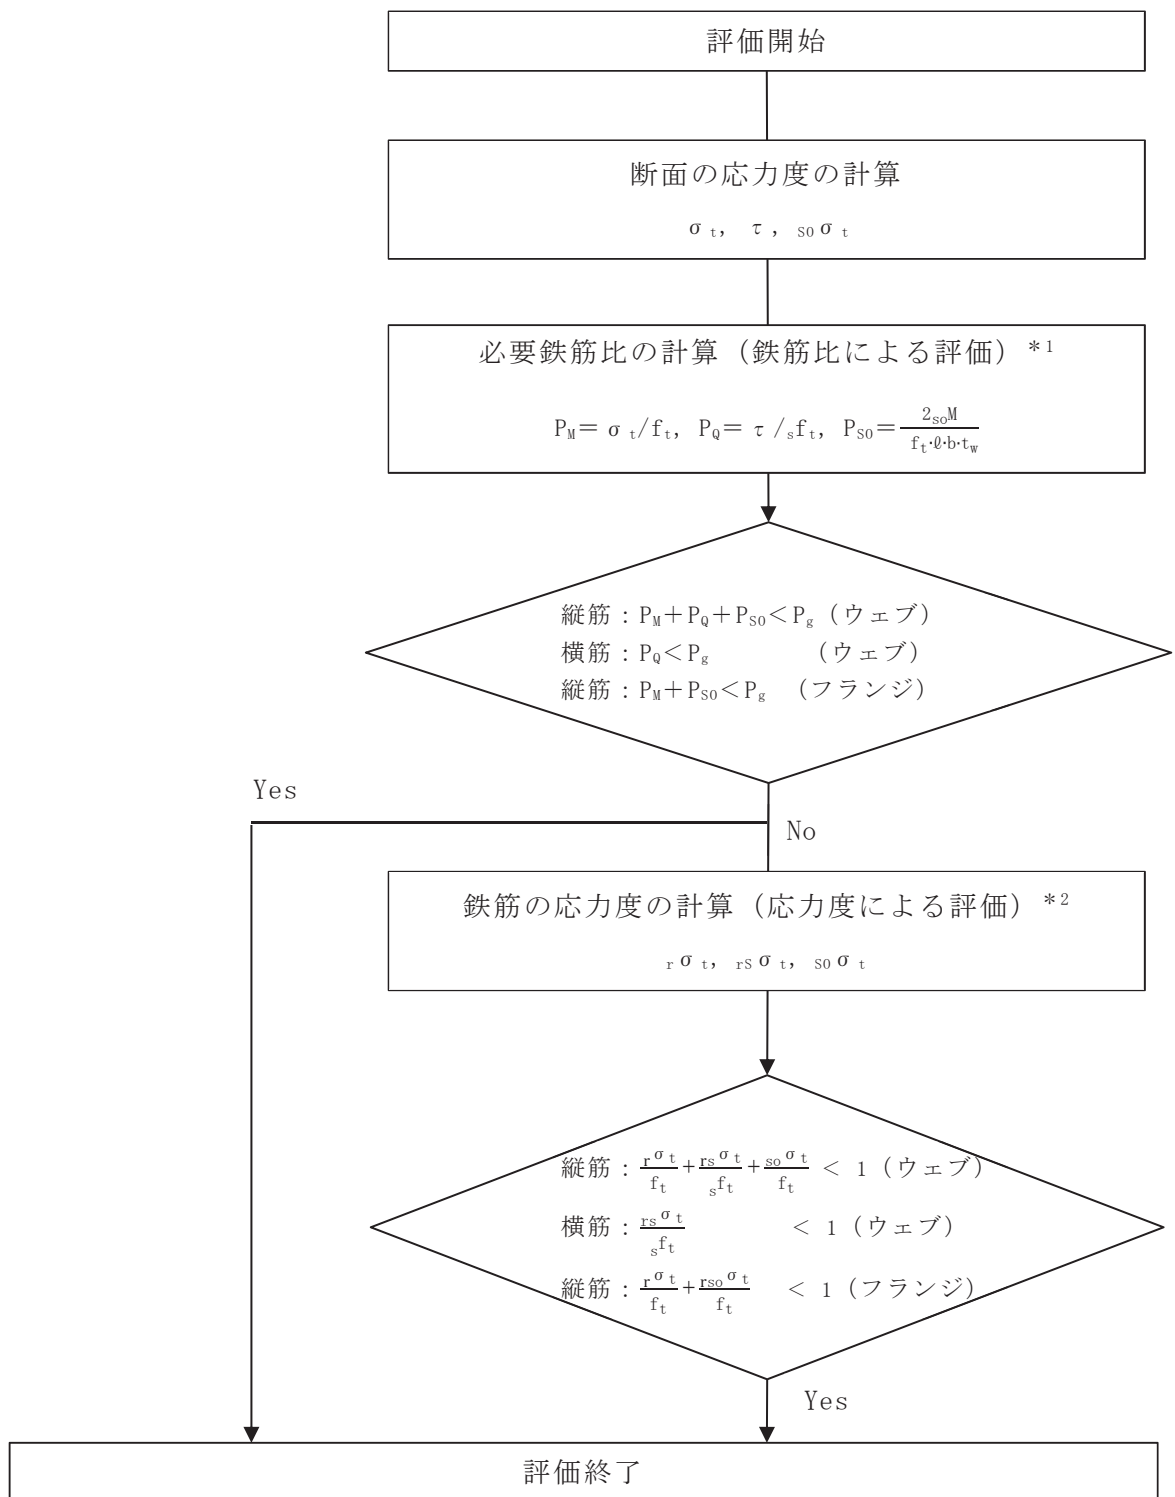 評価開始
断面の応力度の計算
σt, τ, S0σt
必要鉄筋比の計算（鉄筋比による評価）*1
PM＝σt/ft, PQ＝τ/sft, PS0＝2soM/ft·ℓ·b·tw
縦筋：PM＋PQ＋PS0＜Pg（ウェブ）
横筋：PQ＜Pg（ウェブ）
縦筋：PM＋PS0＜Pg（フランジ）
Yes
No
鉄筋の応力度の計算（応力度による評価）*2
rσt, rSσt, S0σt
縦筋：rσt/ft+rsσt/sft+soσt/ft < 1（ウェブ）
横筋：rsσt/sft < 1（ウェブ）
縦筋：rσt/ft+rsoσt/ft < 1（フランジ）
Yes
評価終了